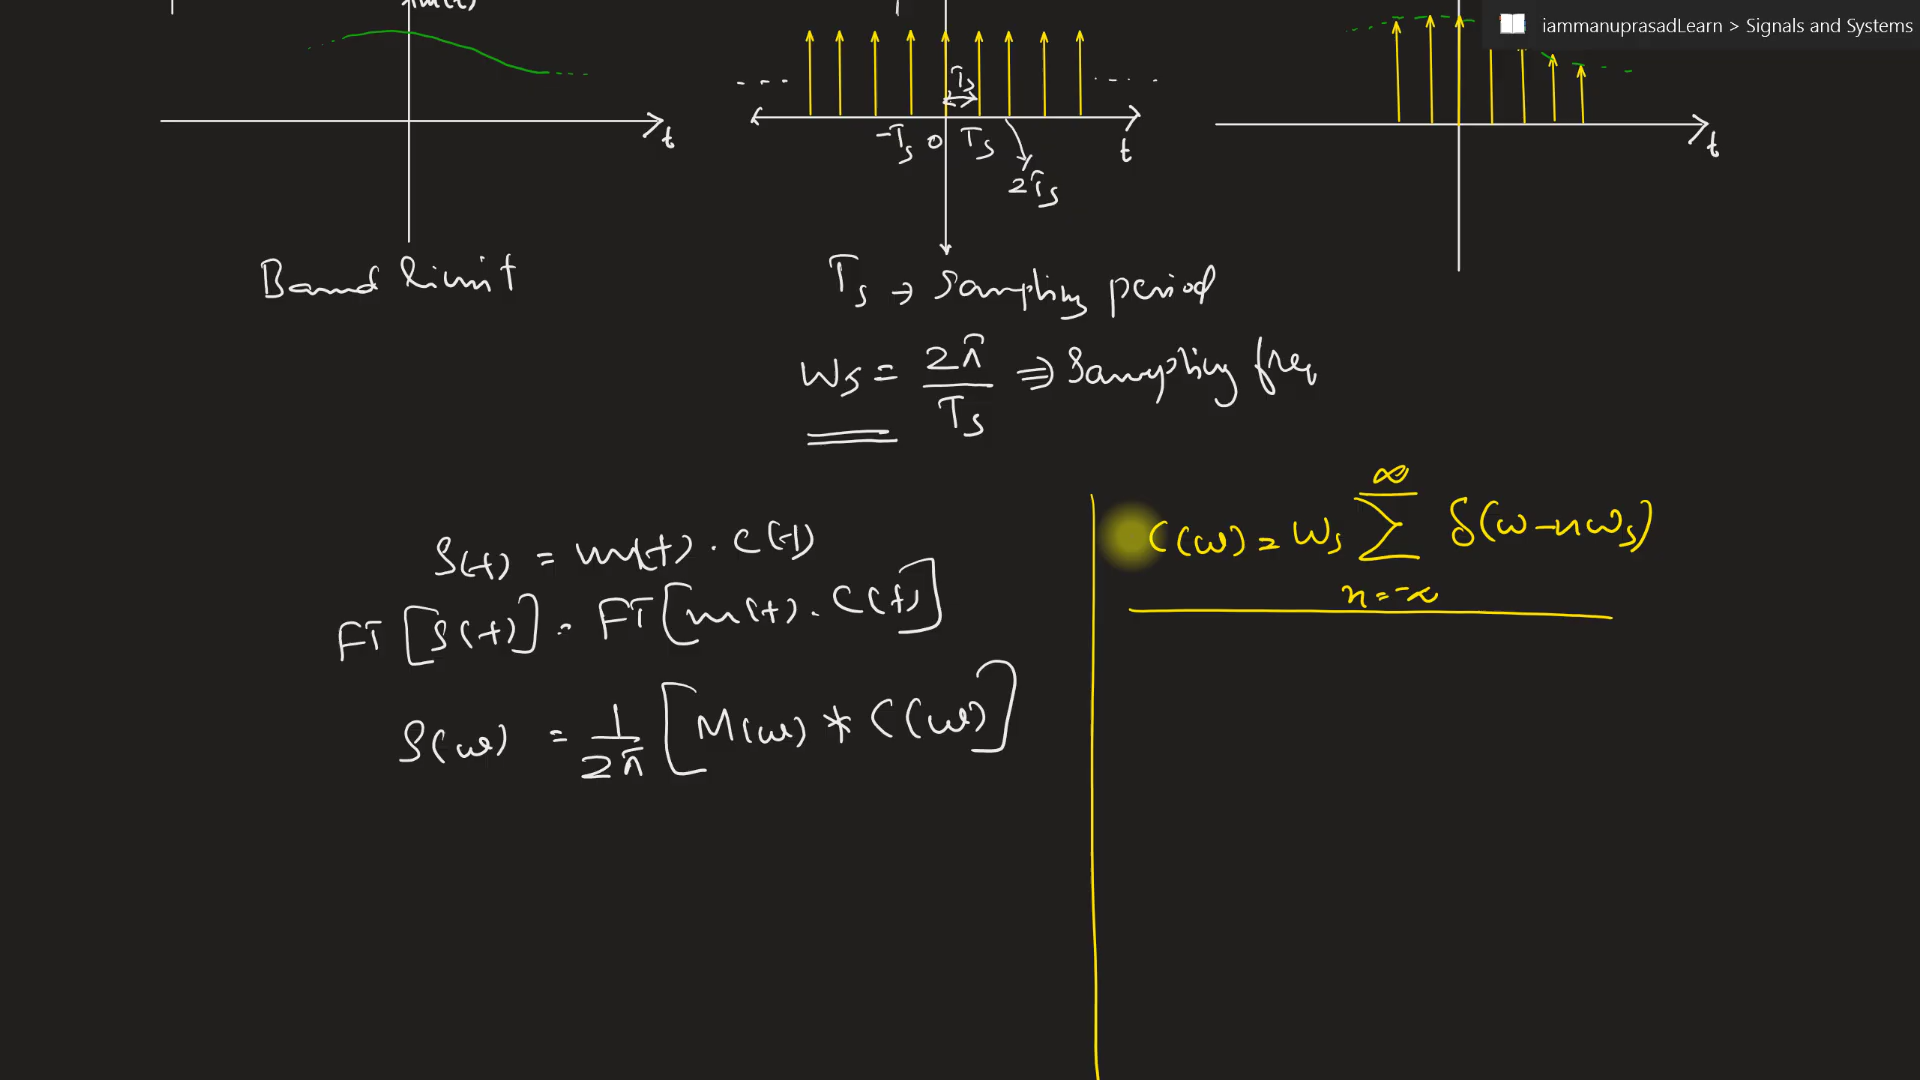 m(t)
iammanuprasadLearn > Signals and Systems
Ts
t
-Ts 0 Ts
t
2Ts
t
Band limit
Ts → Sampling period
ws = 2π / Ts ⇒ Sampling freq
S(t) = m(t) . c(t)
FT [S(t)] = FT [m(t) . C(t)]
S(w) = 1/2π [M(w) * C(w)]
C(w) = ws ∑ n=-∞ ∞ δ(w-nws)